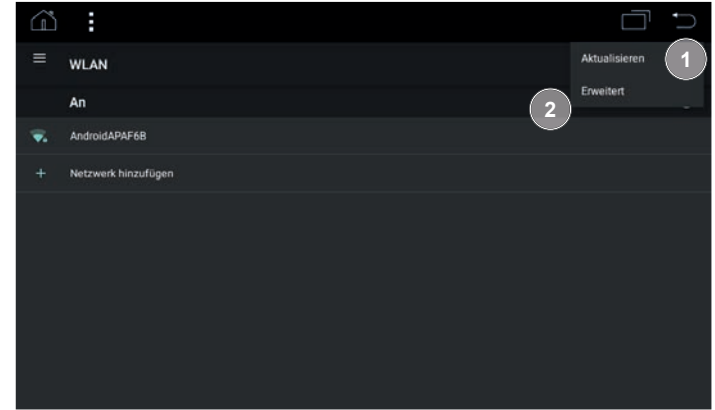 Aktualisieren
1
WLAN
Erweitert
An
2
AndroidAPAF6B
Netzwerk hinzufügen